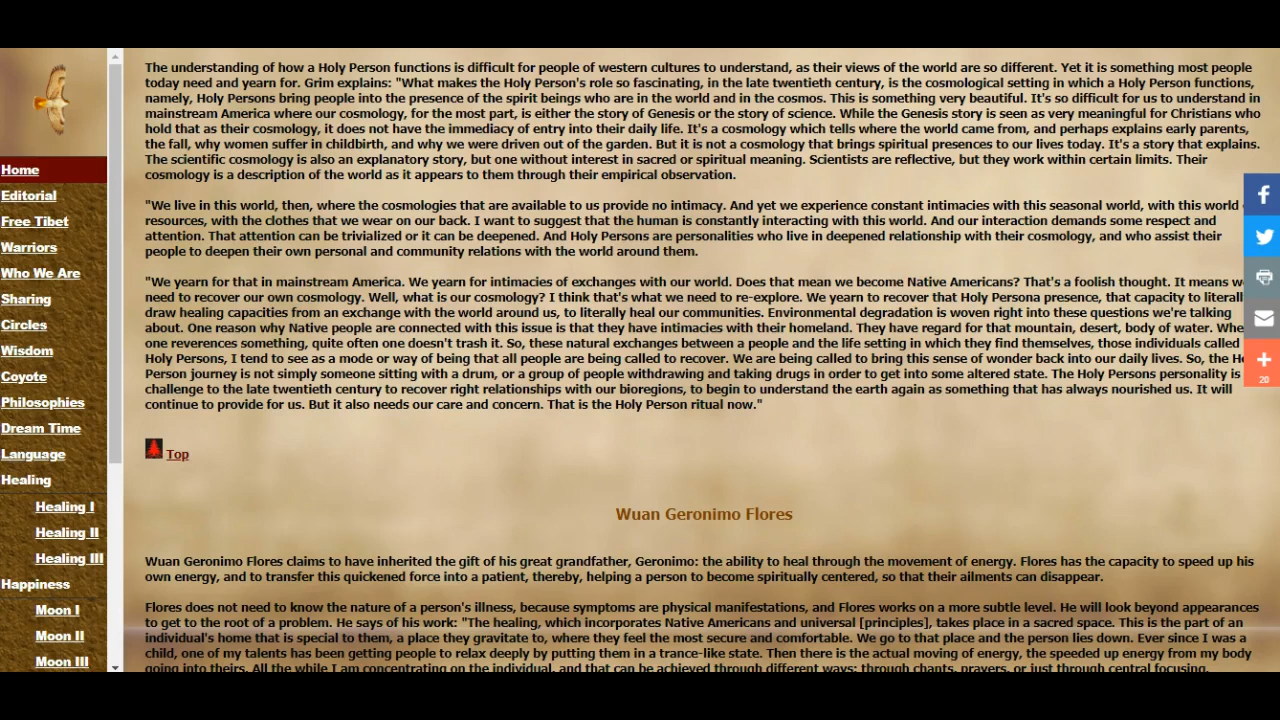 Home
Editorial
Free Tibet
Warriors
Who We Are
Sharing
Circles
Wisdom
Coyote
Philosophies
Dream Time
Language
Healing
Healing I
Healing II
Healing III
Happiness
Moon I
Moon II
Moon III
The understanding of how a Holy Person functions is difficult for people of western cultures to understand, as their views of the world are so different. Yet it is something most people
today need and yearn for. Grim explains: "What makes the Holy Person's role so fascinating, in the late twentieth century, is the cosmological setting in which a Holy Person functions,
namely, Holy Persons bring people into the presence of the spirit beings who are in the world and in the cosmos. This is something very beautiful. It's so difficult for us to understand in
mainstream America where our cosmology, for the most part, is either the story of Genesis or the story of science. While the Genesis story is seen as very meaningful for Christians who
hold that as their cosmology, it does not have the immediacy of entry into their daily life. It's a cosmology which tells where the world came from, and perhaps explains early parents,
the fall, why women suffer in childbirth, and why we were driven out of the garden. But it is not a cosmology that brings spiritual presences to our lives today. It's a story that explains.
The scientific cosmology is also an explanatory story, but one without interest in sacred or spiritual meaning. Scientists are reflective, but they work within certain limits. Their
cosmology is a description of the world as it appears to them through their empirical observation.
"We live in this world, then, where the cosmologies that are available to us provide no intimacy. And yet we experience constant intimacies with this seasonal world, with this world
resources, with the clothes that we wear on our back. I want to suggest that the human is constantly interacting with this world. And our interaction demands some respect and
attention. That attention can be trivialized or it can be deepened. And Holy Persons are personalities who live in deepened relationship with their cosmology, and who assist their
people to deepen their own personal and community relations with the world around them.
"We yearn for that in mainstream America. We yearn for intimacies of exchanges with our world. Does that mean we become Native Americans? That's a foolish thought. It means w
need to recover our own cosmology. Well, what is our cosmology? I think that's what we need to re-explore. We yearn to recover that Holy Persona presence, that capacity to literall
draw healing capacities from an exchange with the world around us, to literally heal our communities. Environmental degradation is woven right into these questions we're talking
about. One reason why Native people are connected with this issue is that they have intimacies with their homeland. They have regard for that mountain, desert, body of water. Whe
one reverences something, quite often one doesn't trash it. So, these natural exchanges between a people and the life setting in which they find themselves, those individuals called
Holy Persons, I tend to see as a mode or way of being that all people are being called to recover. We are being called to bring this sense of wonder back into our daily lives. So, the Ho
Person journey is not simply someone sitting with a drum, or a group of people withdrawing and taking drugs in order to get into some altered state. The Holy Persons personality is
challenge to the late twentieth century to recover right relationships with our bioregions, to begin to understand the earth again as something that has always nourished us. It will
continue to provide for us. But it also needs our care and concern. That is the Holy Person ritual now."
Top
Wuan Geronimo Flores
Wuan Geronimo Flores claims to have inherited the gift of his great grandfather, Geronimo: the ability to heal through the movement of energy. Flores has the capacity to speed up his
own energy, and to transfer this quickened force into a patient, thereby, helping a person to become spiritually centered, so that their ailments can disappear.
Flores does not need to know the nature of a person's illness, because symptoms are physical manifestations, and Flores works on a more subtle level. He will look beyond appearances
to get to the root of a problem. He says of his work: "The healing, which incorporates Native Americans and universal [principles], takes place in a sacred space. This is the part of an
individual's home that is special to them, a place they gravitate to, where they feel the most secure and comfortable. We go to that place and the person lies down. Ever since I was a
child, one of my talents has been getting people to relax deeply by putting them in a trance-like state. Then there is the actual moving of energy, the speeded up energy from my body
going into theirs. All the while I am concentrating on the individual, and that can be achieved through different ways: through chants, prayers, or just through central focusing.
20